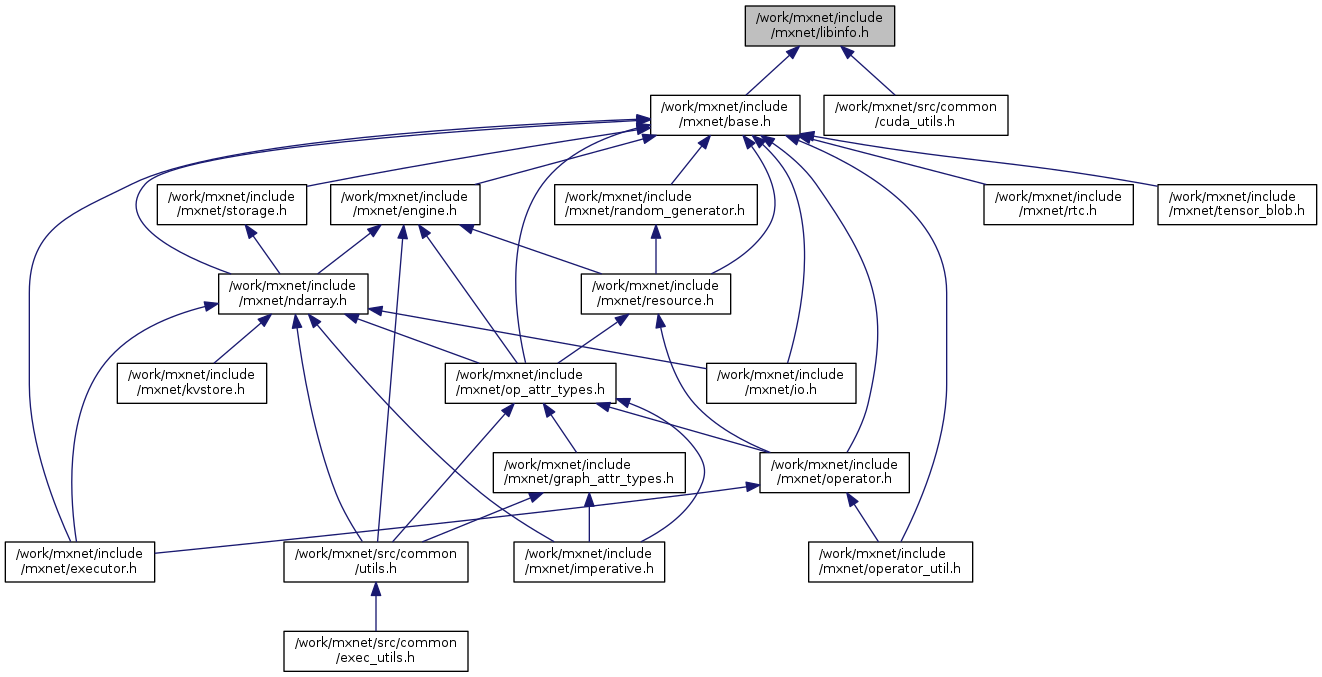 /work/mxnet/include
/mxnet/libinfo.h
/work/mxnet/include
/mxnet/base.h
/work/mxnet/src/common
/cuda_utils.h
/work/mxnet/include
/mxnet/storage.h
/work/mxnet/include
/mxnet/engine.h
/work/mxnet/include
/mxnet/random_generator.h
/work/mxnet/include
/mxnet/rtc.h
/work/mxnet/include
/mxnet/tensor_blob.h
/work/mxnet/include
/mxnet/ndarray.h
/work/mxnet/include
/mxnet/resource.h
/work/mxnet/include
/mxnet/kvstore.h
/work/mxnet/include
/mxnet/op_attr_types.h
/work/mxnet/include
/mxnet/io.h
/work/mxnet/include
/mxnet/graph_attr_types.h
/work/mxnet/include
/mxnet/operator.h
/work/mxnet/include
/mxnet/executor.h
/work/mxnet/src/common
/utils.h
/work/mxnet/include
/mxnet/imperative.h
/work/mxnet/include
/mxnet/operator_util.h
/work/mxnet/src/common
/exec_utils.h